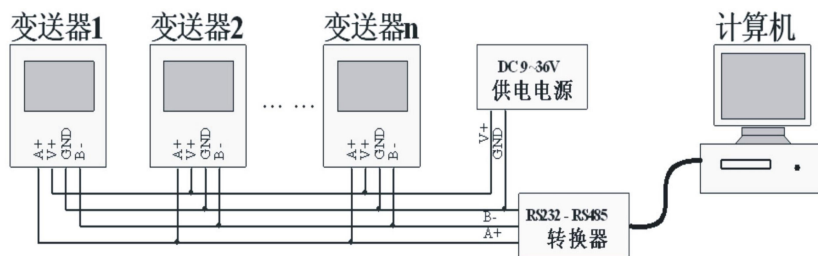 变送器1
变送器2
变送器n
计算机
DC 9~36V
供电电源
... ...
A+
V+
GND
B-
A+
V+
GND
B-
A+
V+
GND
B-
V+
GND
B-
A+
RS232 - RS485
转换器